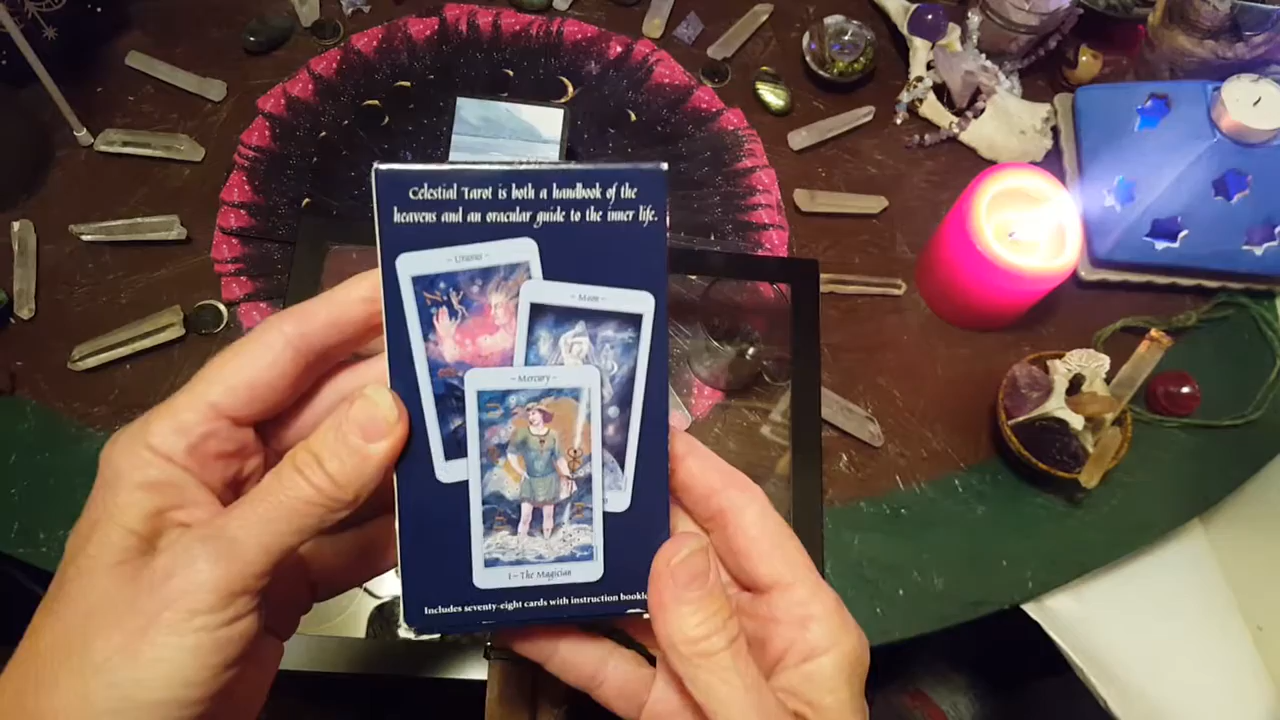 Celestial Tarot is both a handbook of the
heavens and an oracular guide to the inner life.
~ Uranus ~
~ Moon ~
~ Mercury ~
I ~ The Magician
Includes seventy-eight cards with instruction